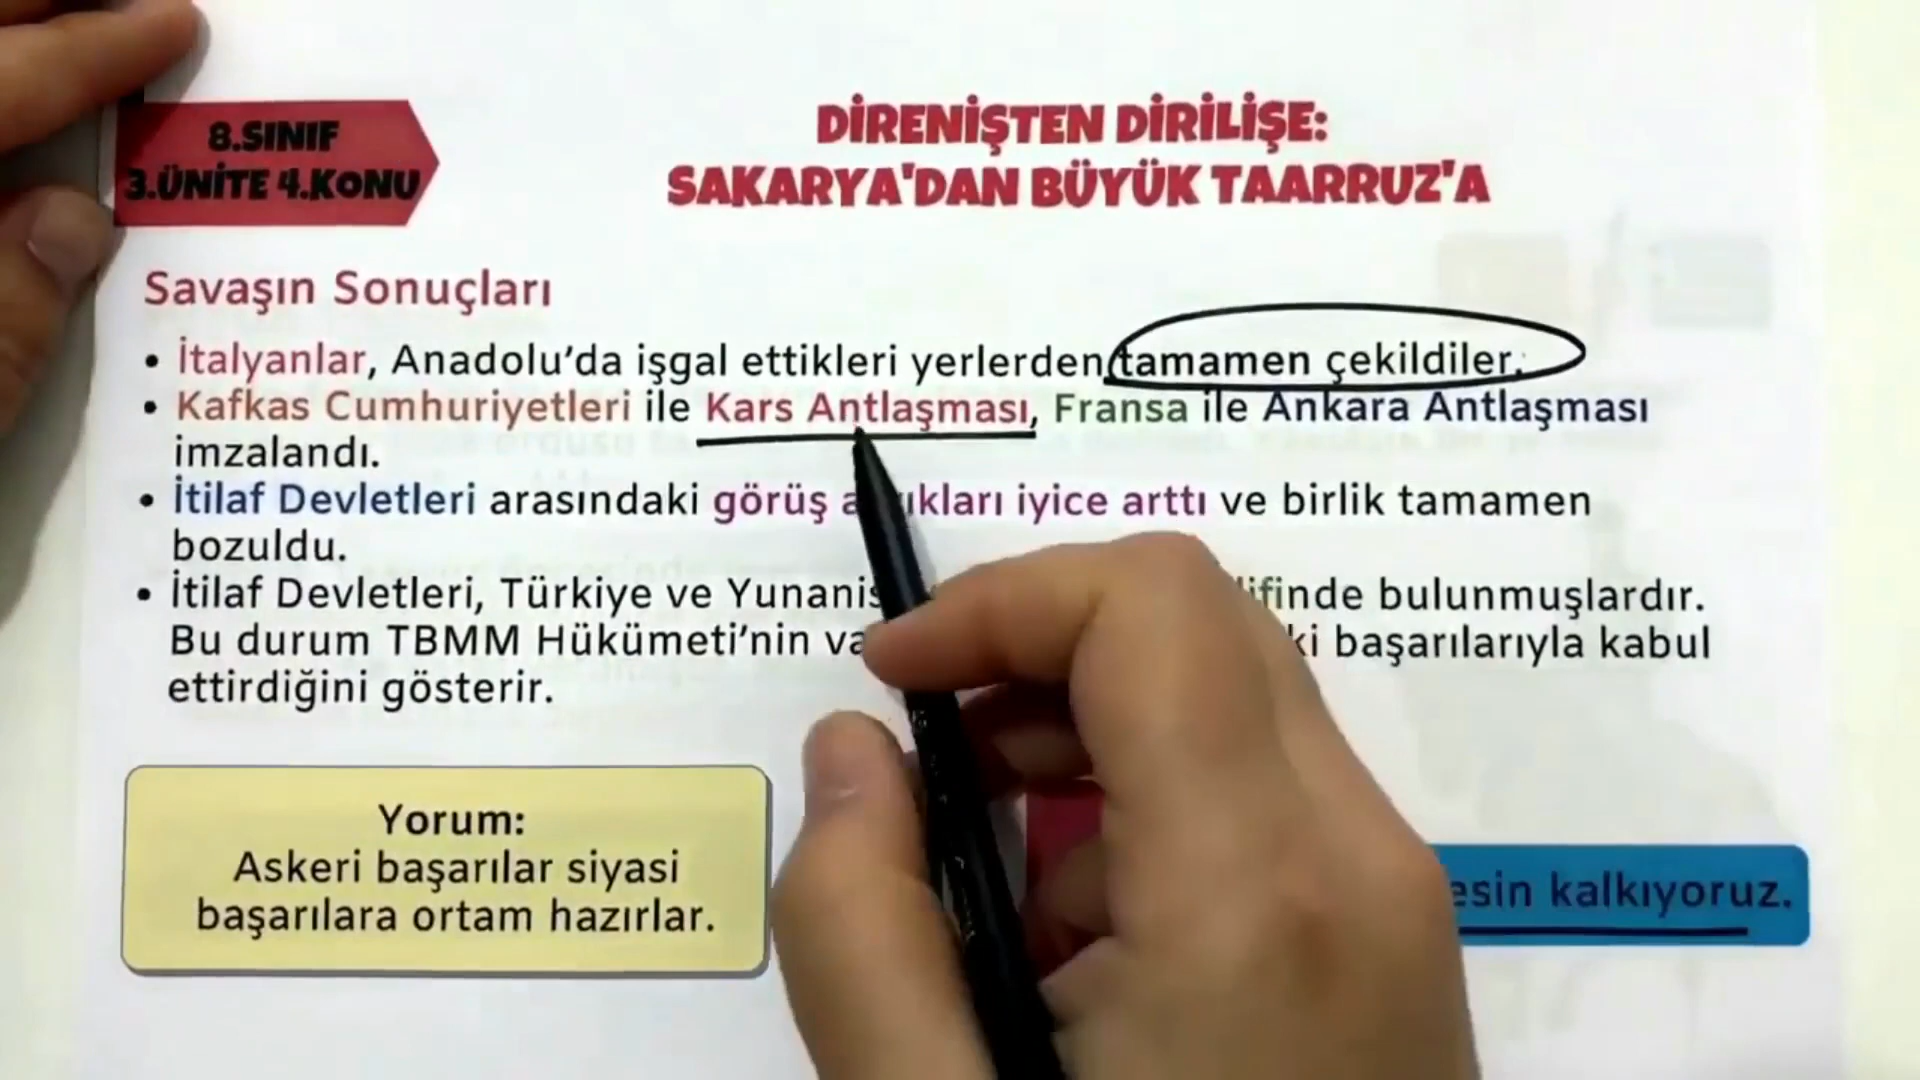 8.SINIF
3.ÜNİTE 4.KONU
DİRENİŞTEN DİRİLİŞE:
SAKARYA'DAN BÜYÜK TAARRUZ'A
Savaşın Sonuçları
• İtalyanlar, Anadolu’da işgal ettikleri yerlerden tamamen çekildiler.
• Kafkas Cumhuriyetleri ile Kars Antlaşması, Fransa ile Ankara Antlaşması
imzalandı.
• İtilaf Devletleri arasındaki görüş iyice arttı ve birlik tamamen
bozuldu.
• İtilaf Devletleri, Türkiye ve bulunmuşlardır.
Bu durum TBMM Hükümeti’nin başarılarıyla kabul
ettirdiğini gösterir.
Yorum:
Askeri başarılar siyasi
başarılara ortam hazırlar.
kalkıyoruz.